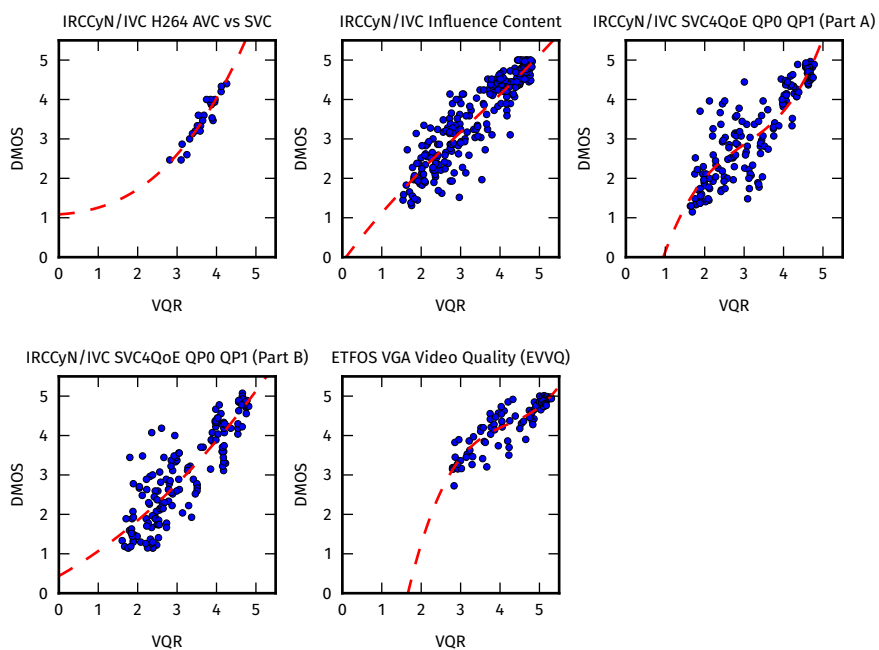 IRCCyN/IVC H264 AVC vs SVC
5
4
3
2
1
0
DMOS
0 1 2 3 4 5
VQR
IRCCyN/IVC Influence Content
5
4
3
2
1
0
DMOS
0 1 2 3 4 5
VQR
IRCCyN/IVC SVC4QoE QP0 QP1 (Part A)
5
4
3
2
1
0
DMOS
0 1 2 3 4 5
VQR
IRCCyN/IVC SVC4QoE QP0 QP1 (Part B)
5
4
3
2
1
0
DMOS
0 1 2 3 4 5
VQR
ETFOS VGA Video Quality (EVVQ)
5
4
3
2
1
0
DMOS
0 1 2 3 4 5
VQR